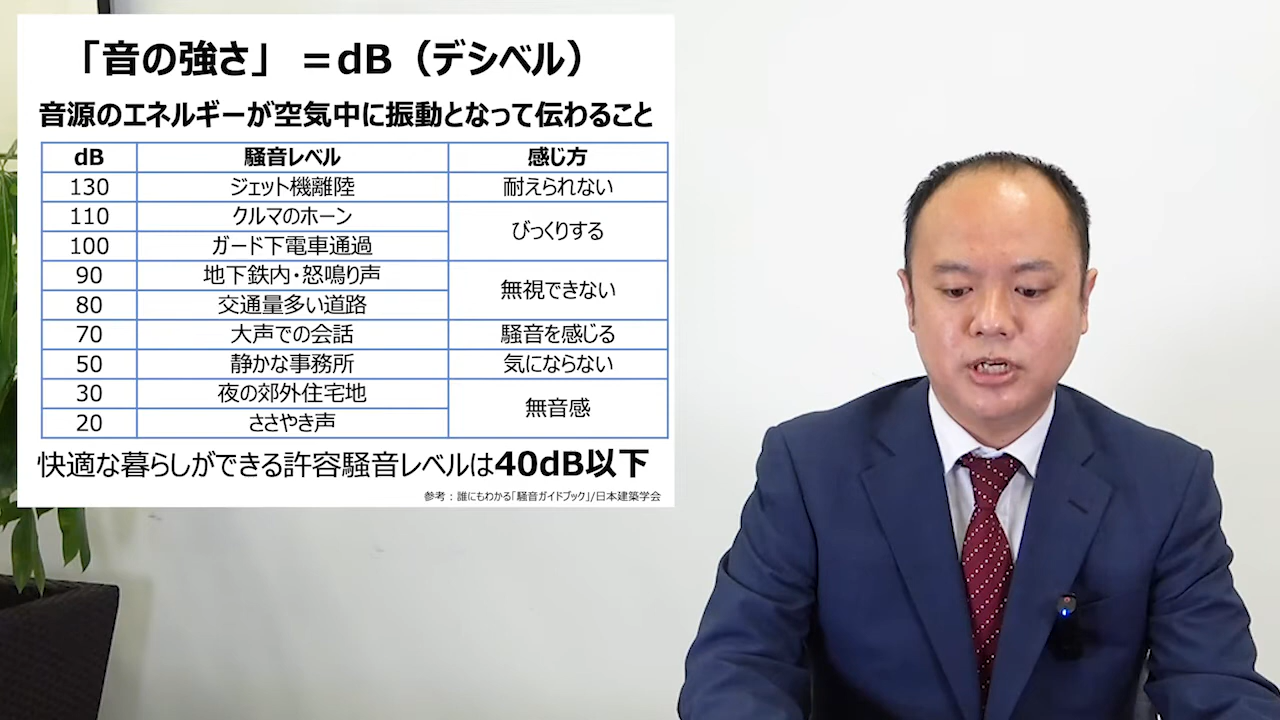 「音の強さ」 ＝dB（デシベル）
音源のエネルギーが空気中に振動となって伝わること
dB 騒音レベル 感じ方
130 ジェット機離陸 耐えられない
110 クルマのホーン びっくりする
100 ガード下電車通過
90 地下鉄内・怒鳴り声 無視できない
80 交通量多い道路
70 大声での会話 騒音を感じる
50 静かな事務所 気にならない
30 夜の郊外住宅地 無音感
20 ささやき声
快適な暮らしができる許容騒音レベルは40dB以下
参考：誰にもわかる「騒音ガイドブック」/日本建築学会